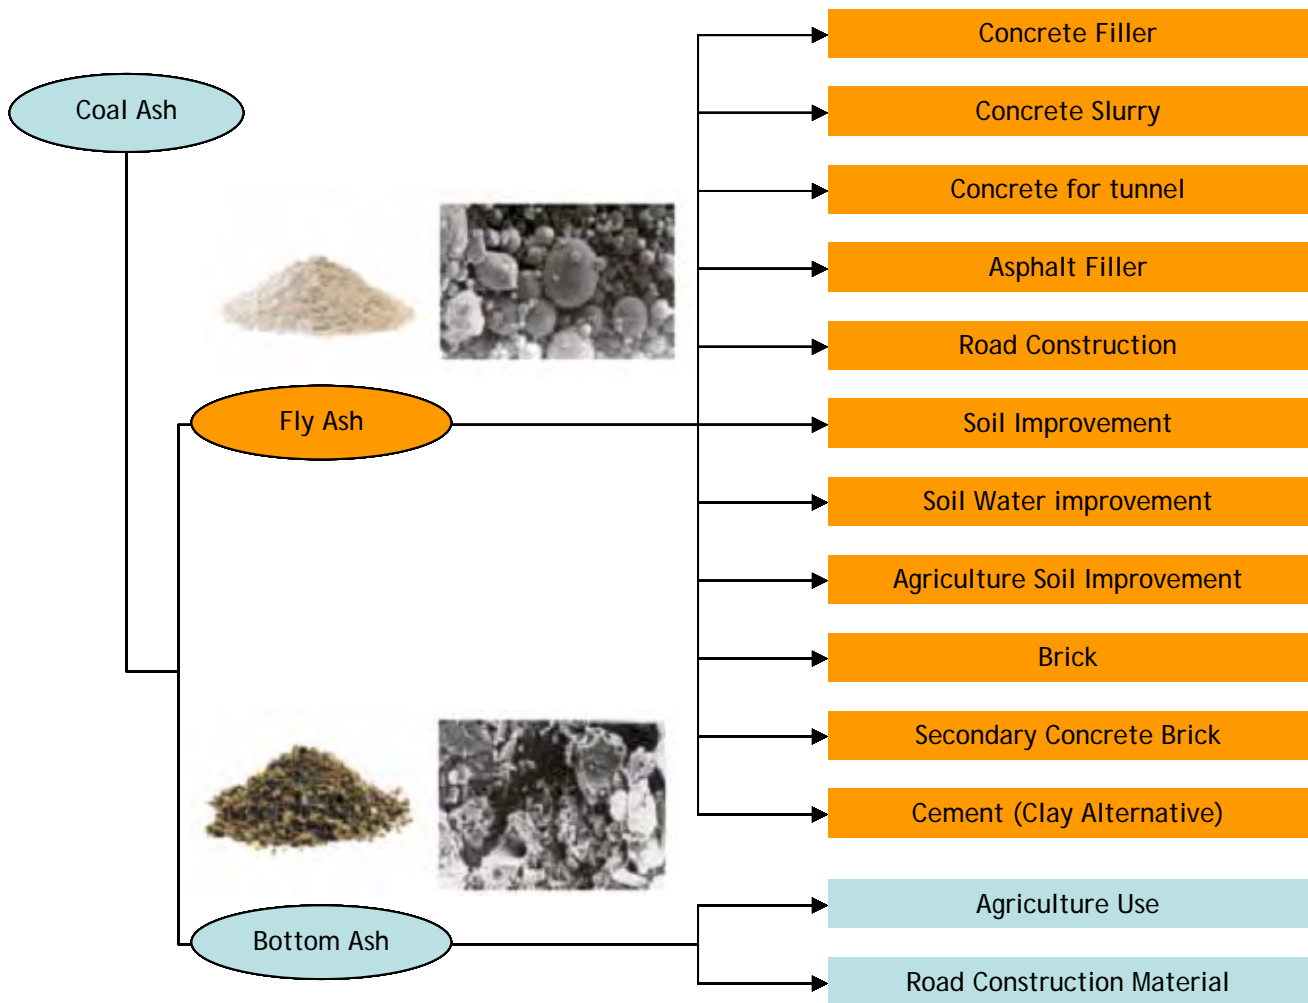 Concrete Filler
Coal Ash
Concrete Slurry
Concrete for tunnel
Asphalt Filler
Road Construction
Fly Ash
Soil Improvement
Soil Water improvement
Agriculture Soil Improvement
Brick
Secondary Concrete Brick
Cement (Clay Alternative)
Agriculture Use
Bottom Ash
Road Construction Material